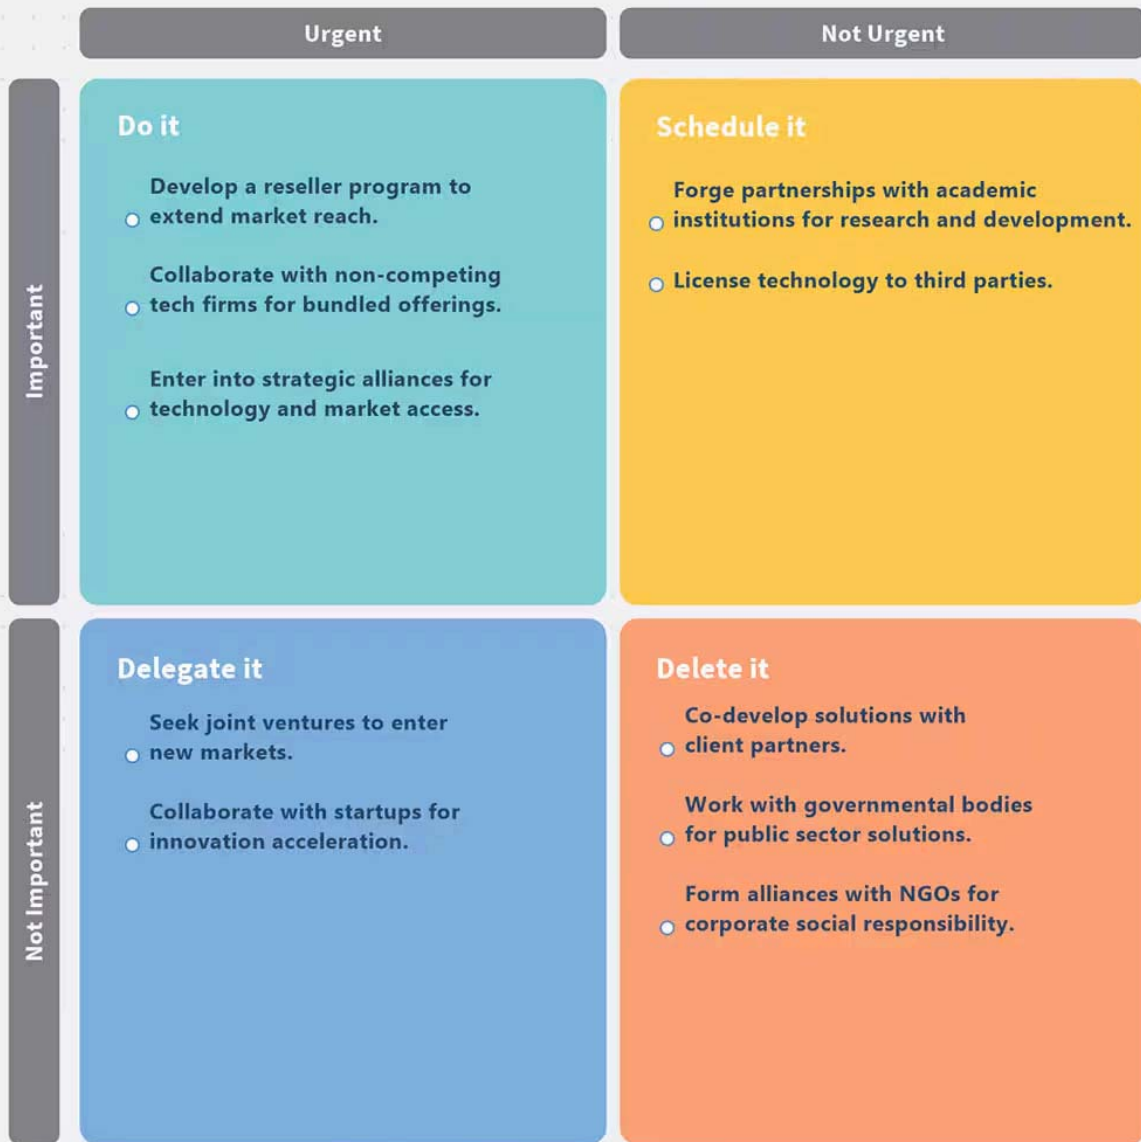 Urgent
Not Urgent
Important
Do it
Develop a reseller program to
extend market reach.
Collaborate with non-competing
tech firms for bundled offerings.
Enter into strategic alliances for
technology and market access.
Schedule it
Forge partnerships with academic
institutions for research and development.
License technology to third parties.
Not Important
Delegate it
Seek joint ventures to enter
new markets.
Collaborate with startups for
innovation acceleration.
Delete it
Co-develop solutions with
client partners.
Work with governmental bodies
for public sector solutions.
Form alliances with NGOs for
corporate social responsibility.